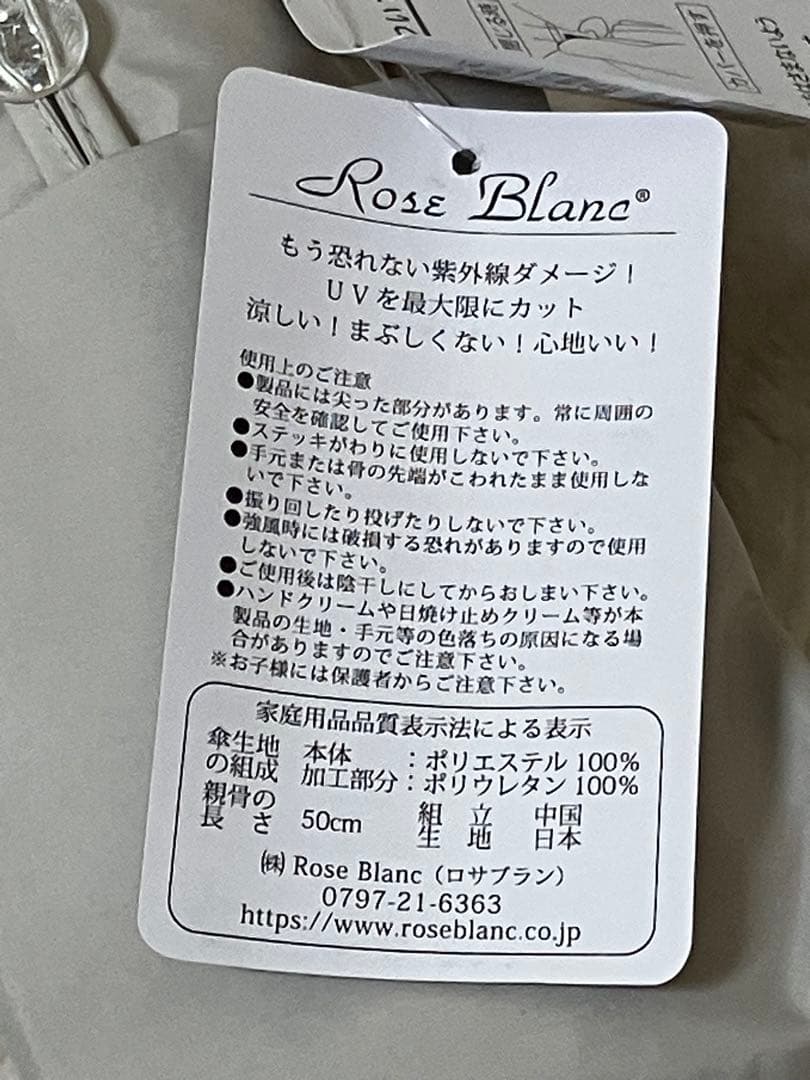 Rose Blanc®
もう恐れない紫外線ダメージ！
UVを最大限にカット
涼しい！まぶしくない！心地いい！
使用上のご注意
●製品には尖った部分があります。常に周囲の
安全を確認してご使用下さい。
●ステッキがわりに使用しないで下さい。
●手元または骨の先端がこわれたまま使用しな
いで下さい。
●振り回したり投げたりしないで下さい。
●強風時には破損する恐れがありますので使用
しないで下さい。
●ご使用後は陰干しにしてからおしまい下さい。
●ハンドクリームや日焼け止めクリーム等が本
製品の生地・手元等の色落ちの原因になる場
合がありますのでご注意下さい。
※お子様には保護者からご注意下さい。
家庭用品品質表示法による表示
傘生地 本体 ：ポリエステル 100%
の組成 加工部分：ポリウレタン 100%
親骨の
長 さ 50cm
組 立 中国
生 地 日本
㈱ Rose Blanc（ロサブラン）
0797-21-6363
https://www.roseblanc.co.jp